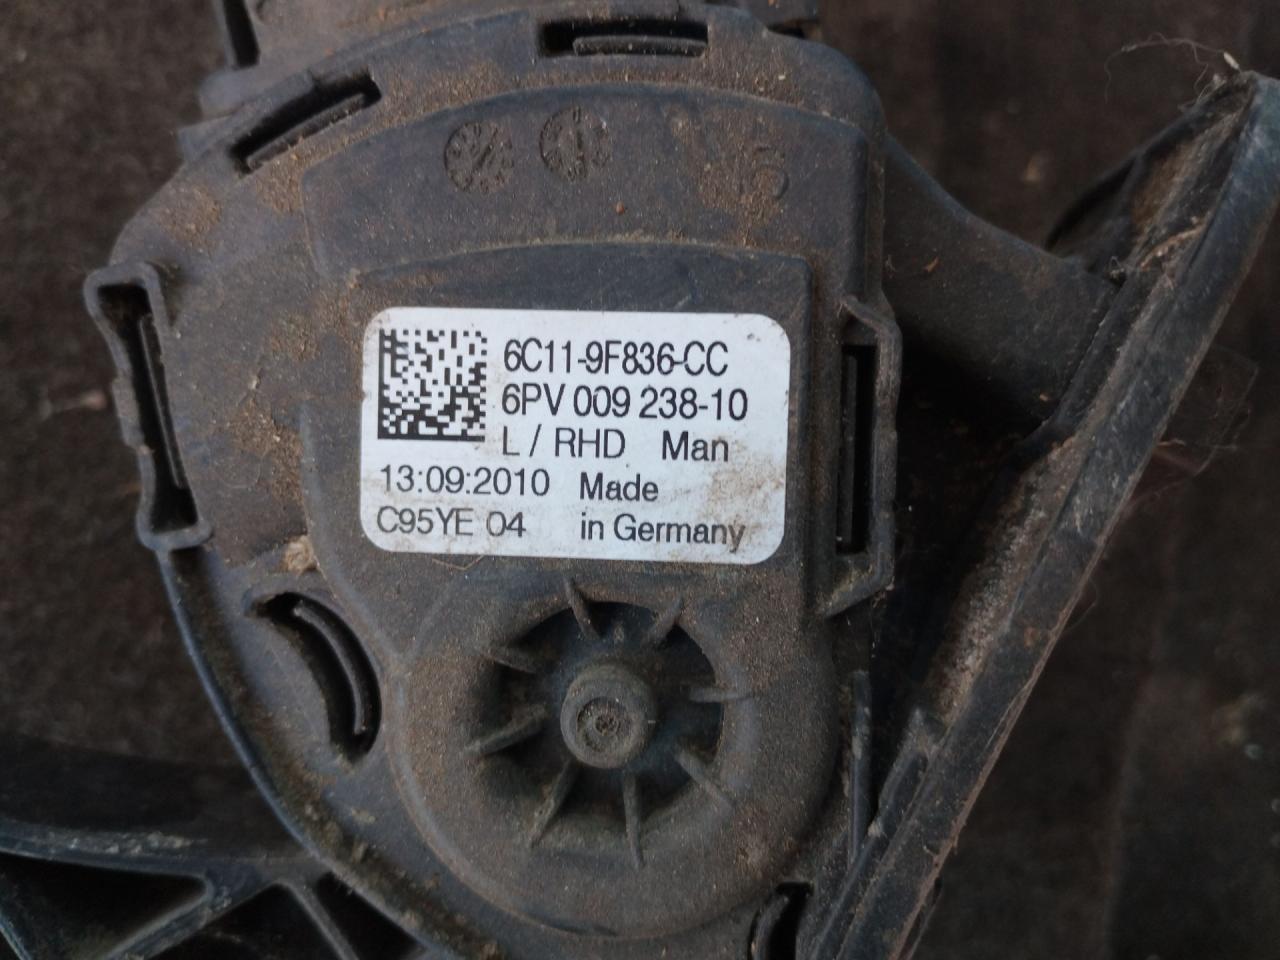 6C11-9F836-CC
6PV 009 238-10
L / RHD Man
13:09:2010 Made
C95YE 04 in Germany